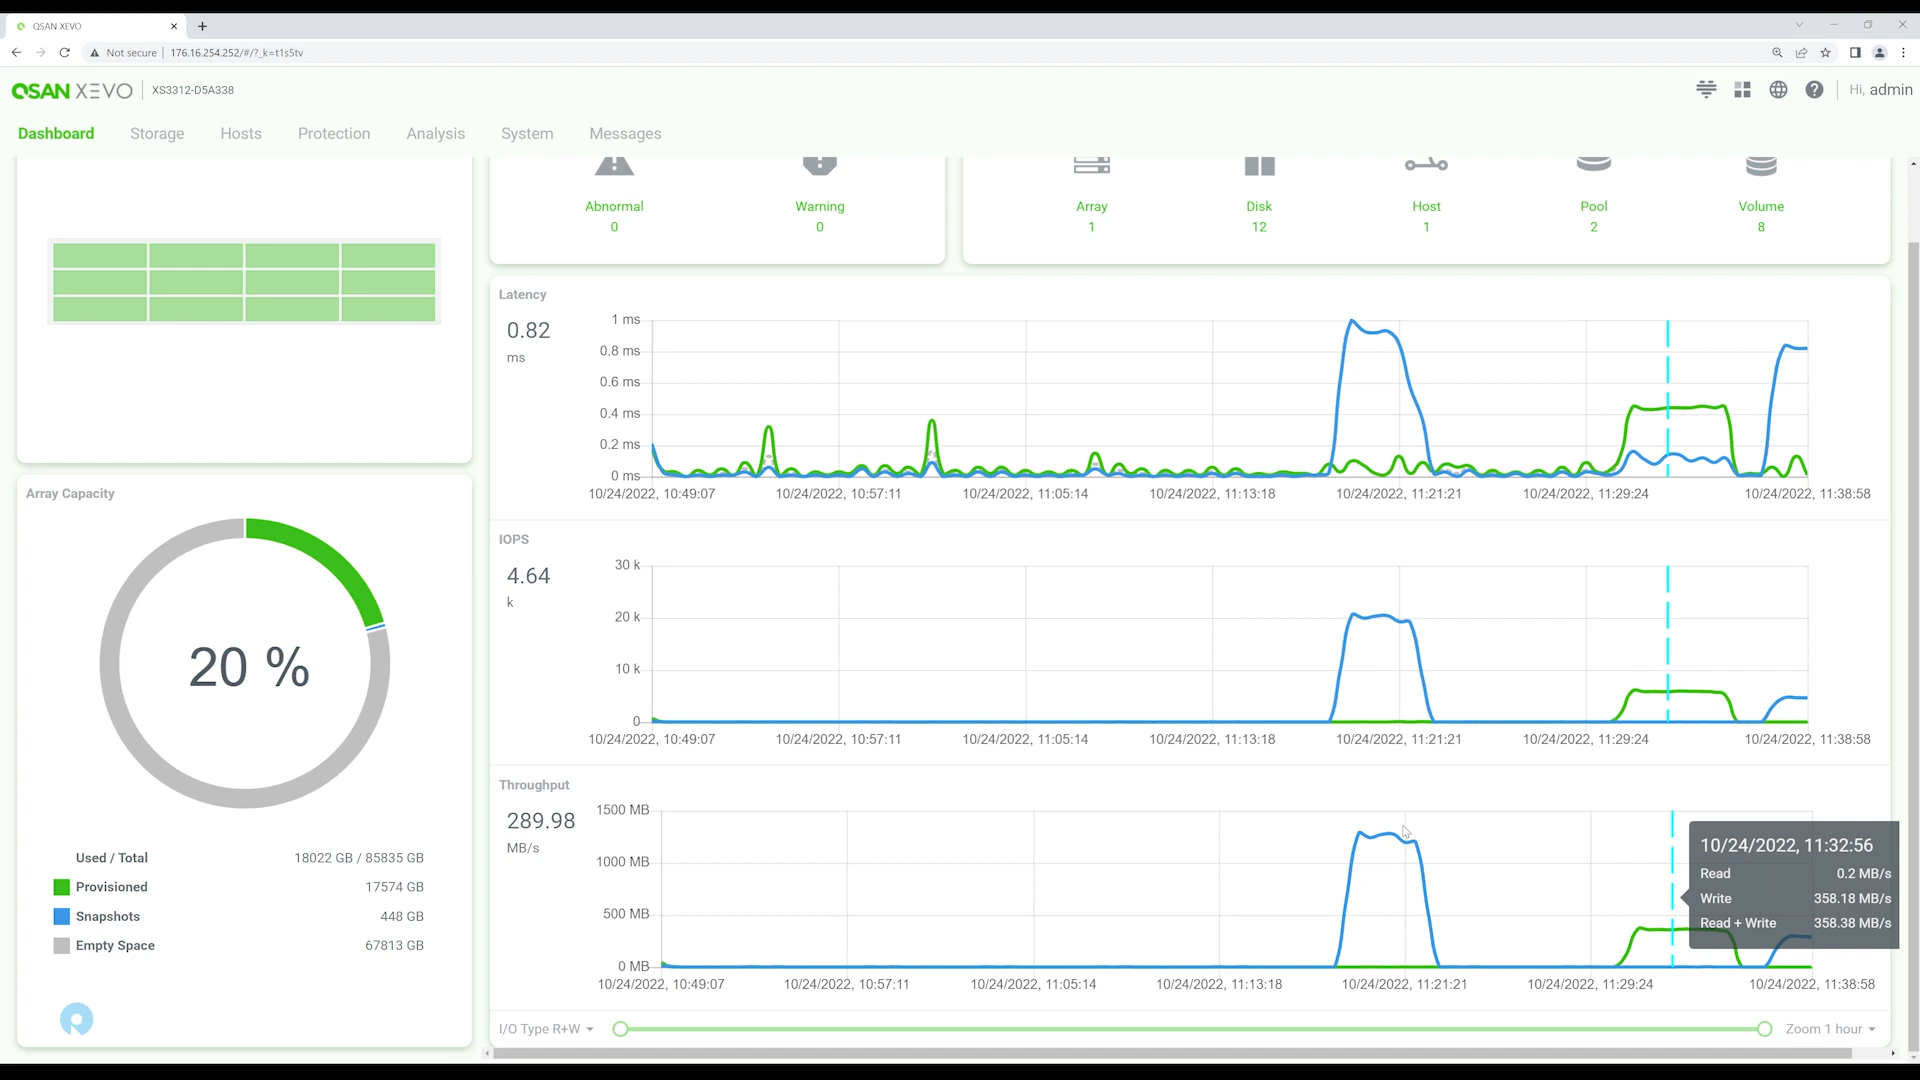 QSAN XEVO
Not secure
176.16.254.252/#/?_k=t1s5tv
QSAN XEVO
XS3312-D5A338
Hi, admin
Dashboard
Storage
Hosts
Protection
Analysis
System
Messages
Abnormal
0
Warning
0
Array
1
Disk
12
Host
1
Pool
2
Volume
8
Array Capacity
20 %
Used / Total 18022 GB / 85835 GB
Provisioned 17574 GB
Snapshots 448 GB
Empty Space 67813 GB
Latency
0.82
ms
1 ms
0.8 ms
0.6 ms
0.4 ms
0.2 ms
0 ms
10/24/2022, 10:49:07
10/24/2022, 10:57:11
10/24/2022, 11:05:14
10/24/2022, 11:13:18
10/24/2022, 11:21:21
10/24/2022, 11:29:24
10/24/2022, 11:38:58
IOPS
4.64
k
30 k
20 k
10 k
0
10/24/2022, 10:49:07
10/24/2022, 10:57:11
10/24/2022, 11:05:14
10/24/2022, 11:13:18
10/24/2022, 11:21:21
10/24/2022, 11:29:24
10/24/2022, 11:38:58
Throughput
289.98
MB/s
1500 MB
1000 MB
500 MB
0 MB
10/24/2022, 10:49:07
10/24/2022, 10:57:11
10/24/2022, 11:05:14
10/24/2022, 11:13:18
10/24/2022, 11:21:21
10/24/2022, 11:29:24
10/24/2022, 11:38:58
10/24/2022, 11:32:56
Read 0.2 MB/s
Write 358.18 MB/s
Read + Write 358.38 MB/s
I/O Type R+W
Zoom 1 hour